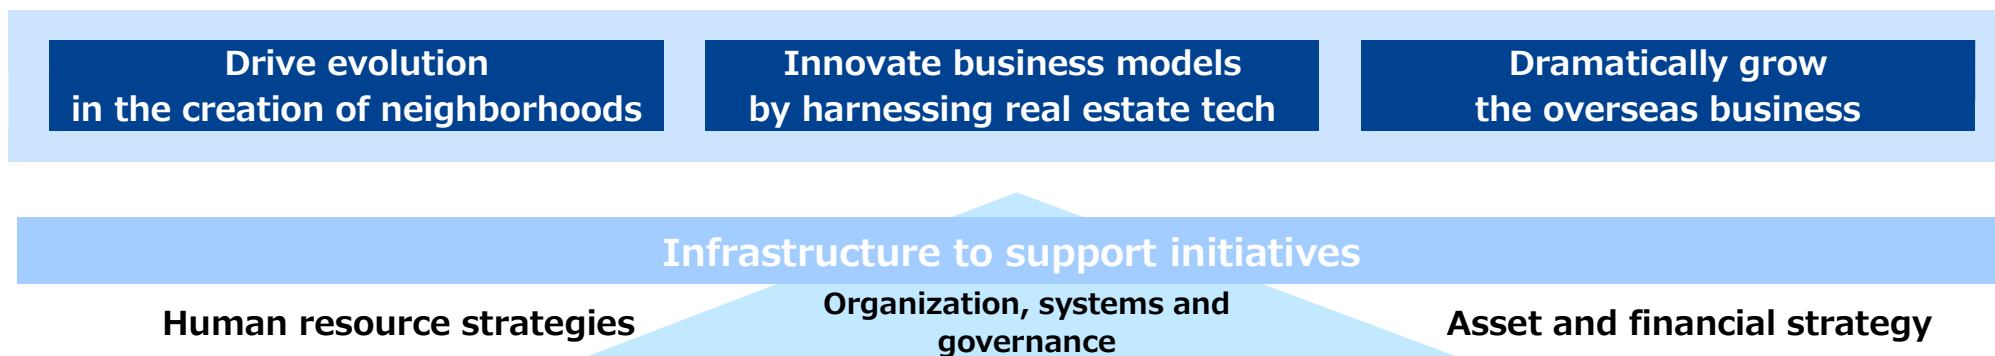 Drive evolution
in the creation of neighborhoods
Innovate business models
by harnessing real estate tech
Dramatically grow
the overseas business
Infrastructure to support initiatives
Human resource strategies
Organization, systems and
governance
Asset and financial strategy